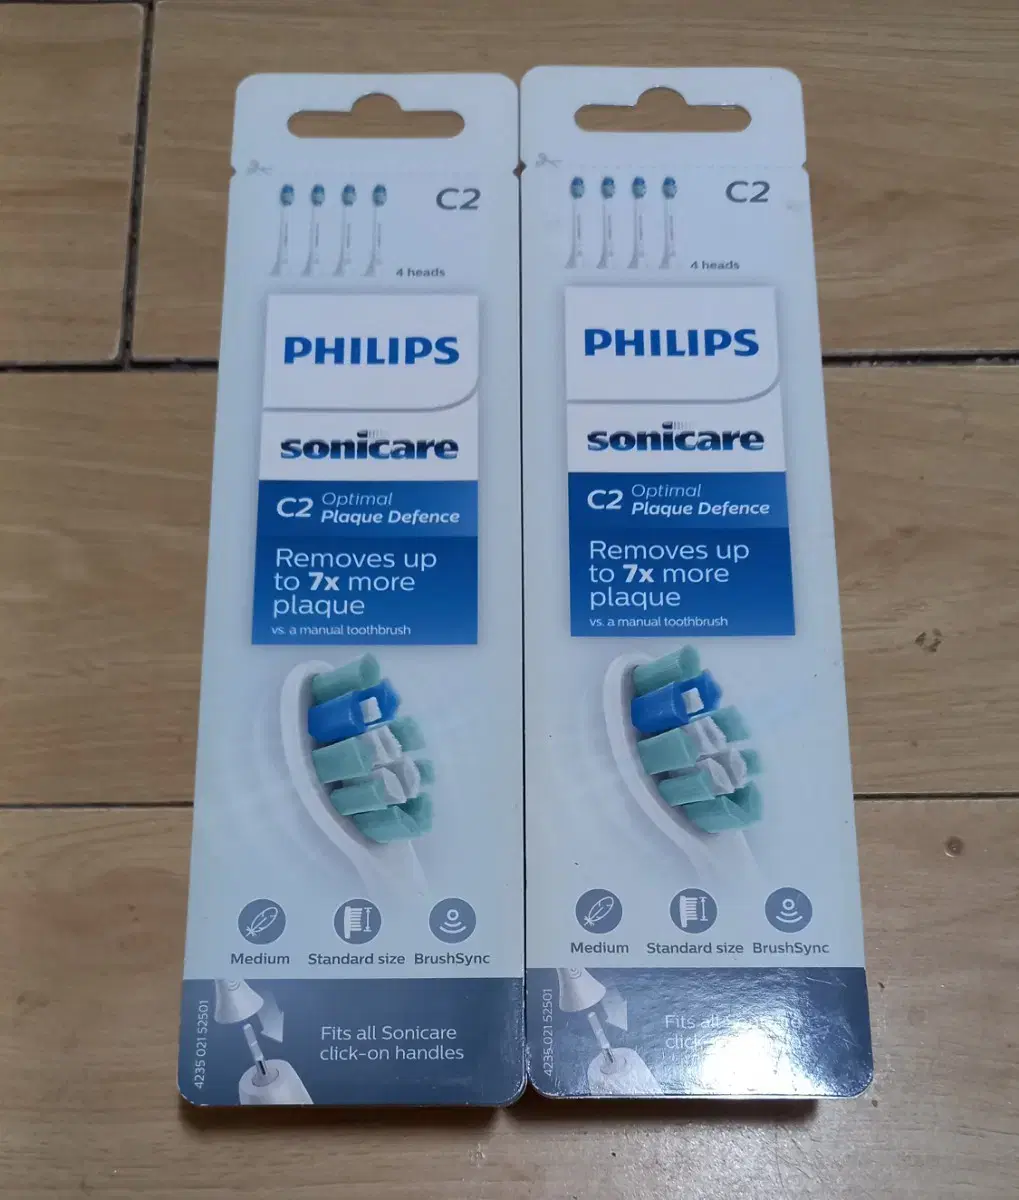 C2
4 heads
PHILIPS
sonicare
C2 Optimal
Plaque Defence
Removes up
to 7x more
plaque
vs. a manual toothbrush
Medium
Standard size
BrushSync
4235 021 52501
Fits all Sonicare
click-on handles
C2
4 heads
PHILIPS
sonicare
C2 Optimal
Plaque Defence
Removes up
to 7x more
plaque
vs. a manual toothbrush
Medium
Standard size
BrushSync
4235 021 52501
Fits all